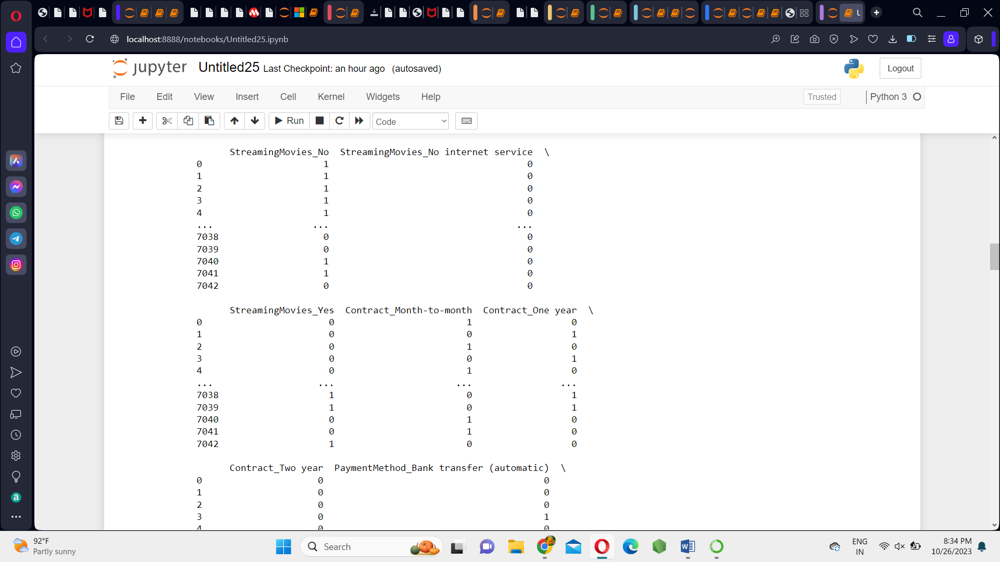 U
localhost:8888/notebooks/Untitled25.ipynb
jupyter Untitled25 Last Checkpoint: an hour ago (autosaved) Logout
File Edit View Insert Cell Kernel Widgets Help Trusted Python 3
Run Code
StreamingMovies_No StreamingMovies_No internet service \
0 1 0
1 1 0
2 1 0
3 1 0
4 1 0
... ... ...
7038 0 0
7039 0 0
7040 1 0
7041 1 0
7042 0 0
StreamingMovies_Yes Contract_Month-to-month Contract_One year \
0 0 1 0
1 0 0 1
2 0 1 0
3 0 0 1
4 0 1 0
... ... ... ...
7038 1 0 1
7039 1 0 1
7040 0 1 0
7041 0 1 0
7042 1 0 0
Contract_Two year PaymentMethod_Bank transfer (automatic) \
0 0 0
1 0 0
2 0 0
3 0 1
4 0 0
92°F
Partly sunny
Search
ENG
IN
8:34 PM
10/26/2023